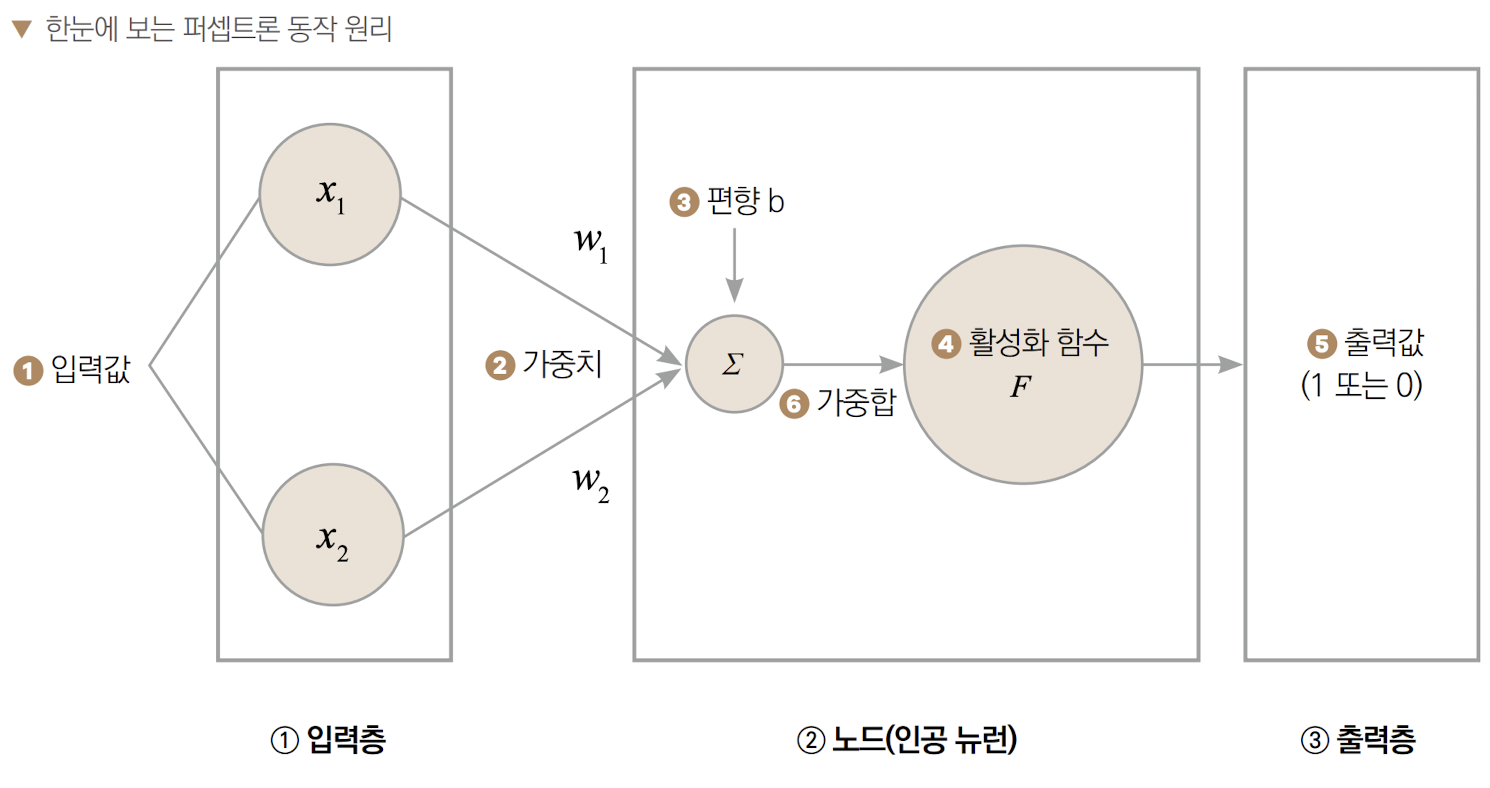 ▼ 한눈에 보는 퍼셉트론 동작 원리
x1
w1
❸ 편향 b
❶ 입력값
❷ 가중치
Σ
❻ 가중합
❹ 활성화 함수
F
❺ 출력값
(1 또는 0)
w2
x2
① 입력층
② 노드(인공 뉴런)
③ 출력층